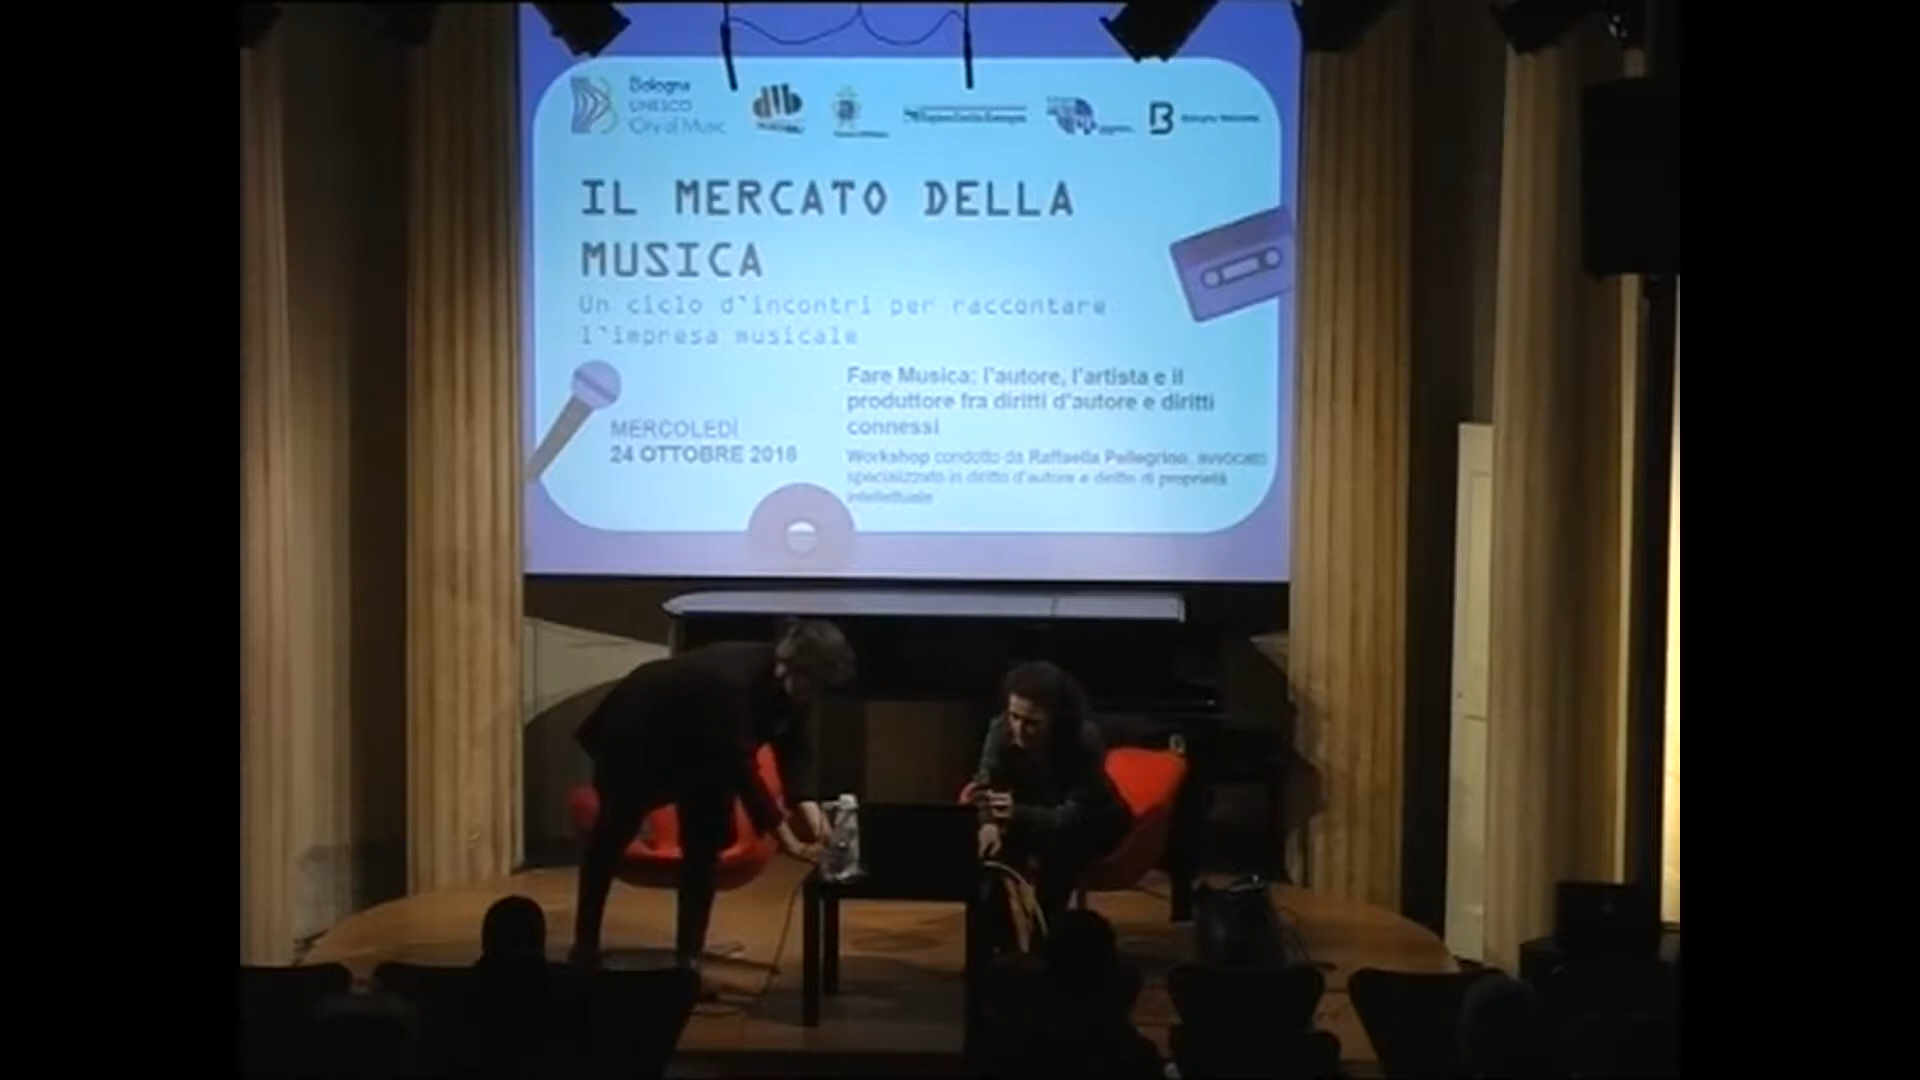 Bologna
UNESCO
City of Music
IL MERCATO DELLA
MUSICA
Un ciclo d'incontri per raccontare
l'impresa musicale
Fare Musica: l'autore, l'artista e il
produttore fra diritti d'autore e diritti
connessi
MERCOLEDÌ
24 OTTOBRE 2018
Workshop condotto da Raffaella Pellegrino, avvocato
specializzato in diritto d'autore e diritto di proprietà
intellettuale